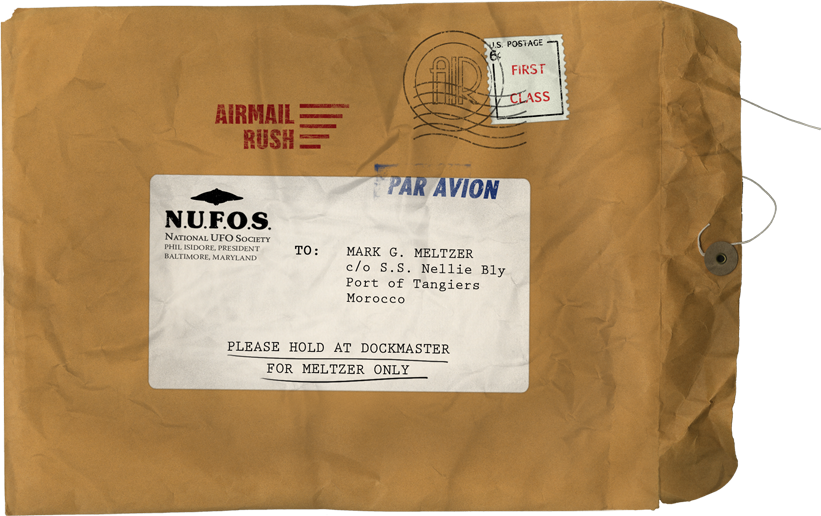 U.S. POSTAGE
6¢
FIRST
CLASS
AIR
AIRMAIL
RUSH
PAR AVION
N.U.F.O.S.
NATIONAL UFO SOCIETY
PHIL ISIDORE, PRESIDENT
BALTIMORE, MARYLAND
TO: MARK G. MELTZER
c/o S.S. Nellie Bly
Port of Tangiers
Morocco
PLEASE HOLD AT DOCKMASTER
FOR MELTZER ONLY